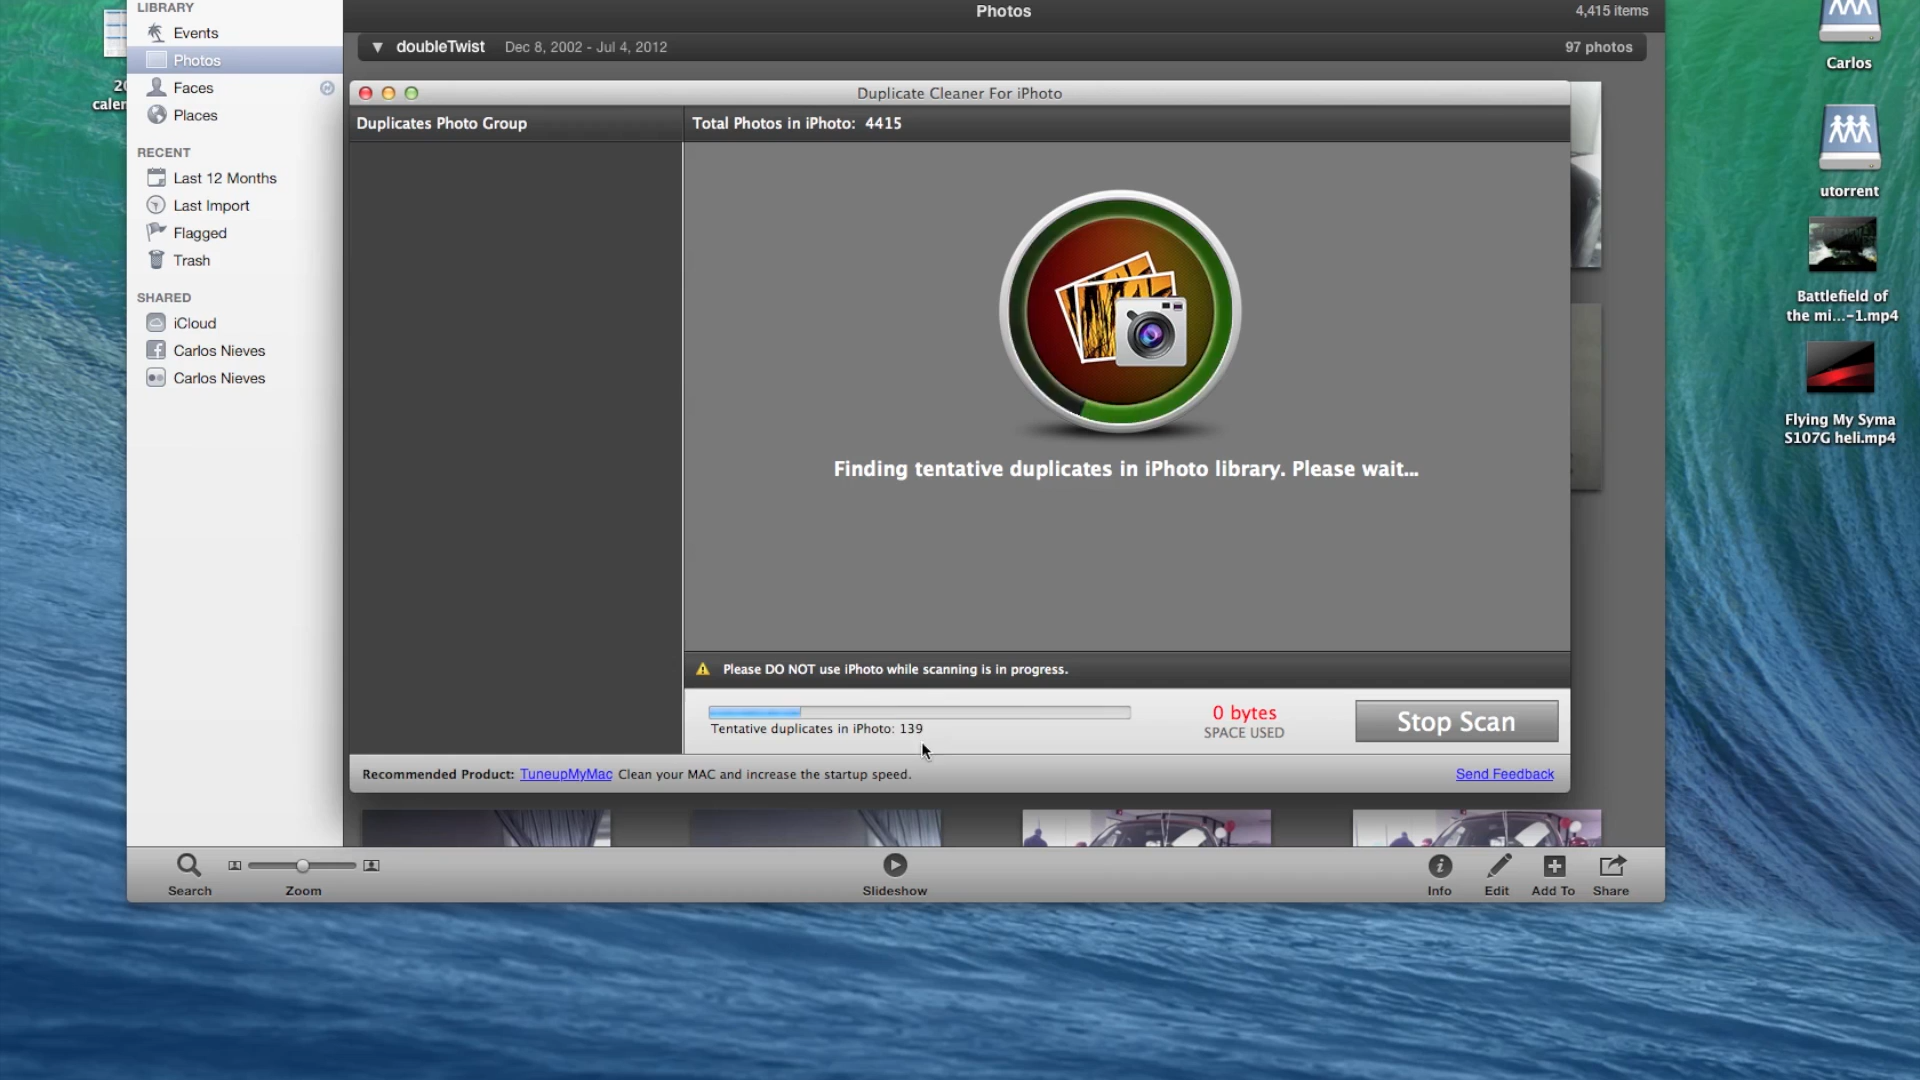 LIBRARY
Events
Photos
Faces
Places
RECENT
Last 12 Months
Last Import
Flagged
Trash
SHARED
iCloud
Carlos Nieves
Carlos Nieves
Photos
4,415 items
doubleTwist Dec 8, 2002 - Jul 4, 2012
97 photos
Duplicate Cleaner For iPhoto
Duplicates Photo Group
Total Photos in iPhoto: 4415
Finding tentative duplicates in iPhoto library. Please wait...
Please DO NOT use iPhoto while scanning is in progress.
Tentative duplicates in iPhoto: 139
0 bytes
SPACE USED
Stop Scan
Recommended Product: TuneupMyMac Clean your MAC and increase the startup speed.
Send Feedback
Search
Zoom
Slideshow
Info
Edit
Add To
Share
Carlos
utorrent
Battlefield of
the mi...-1.mp4
Flying My Syma
S107G heli.mp4